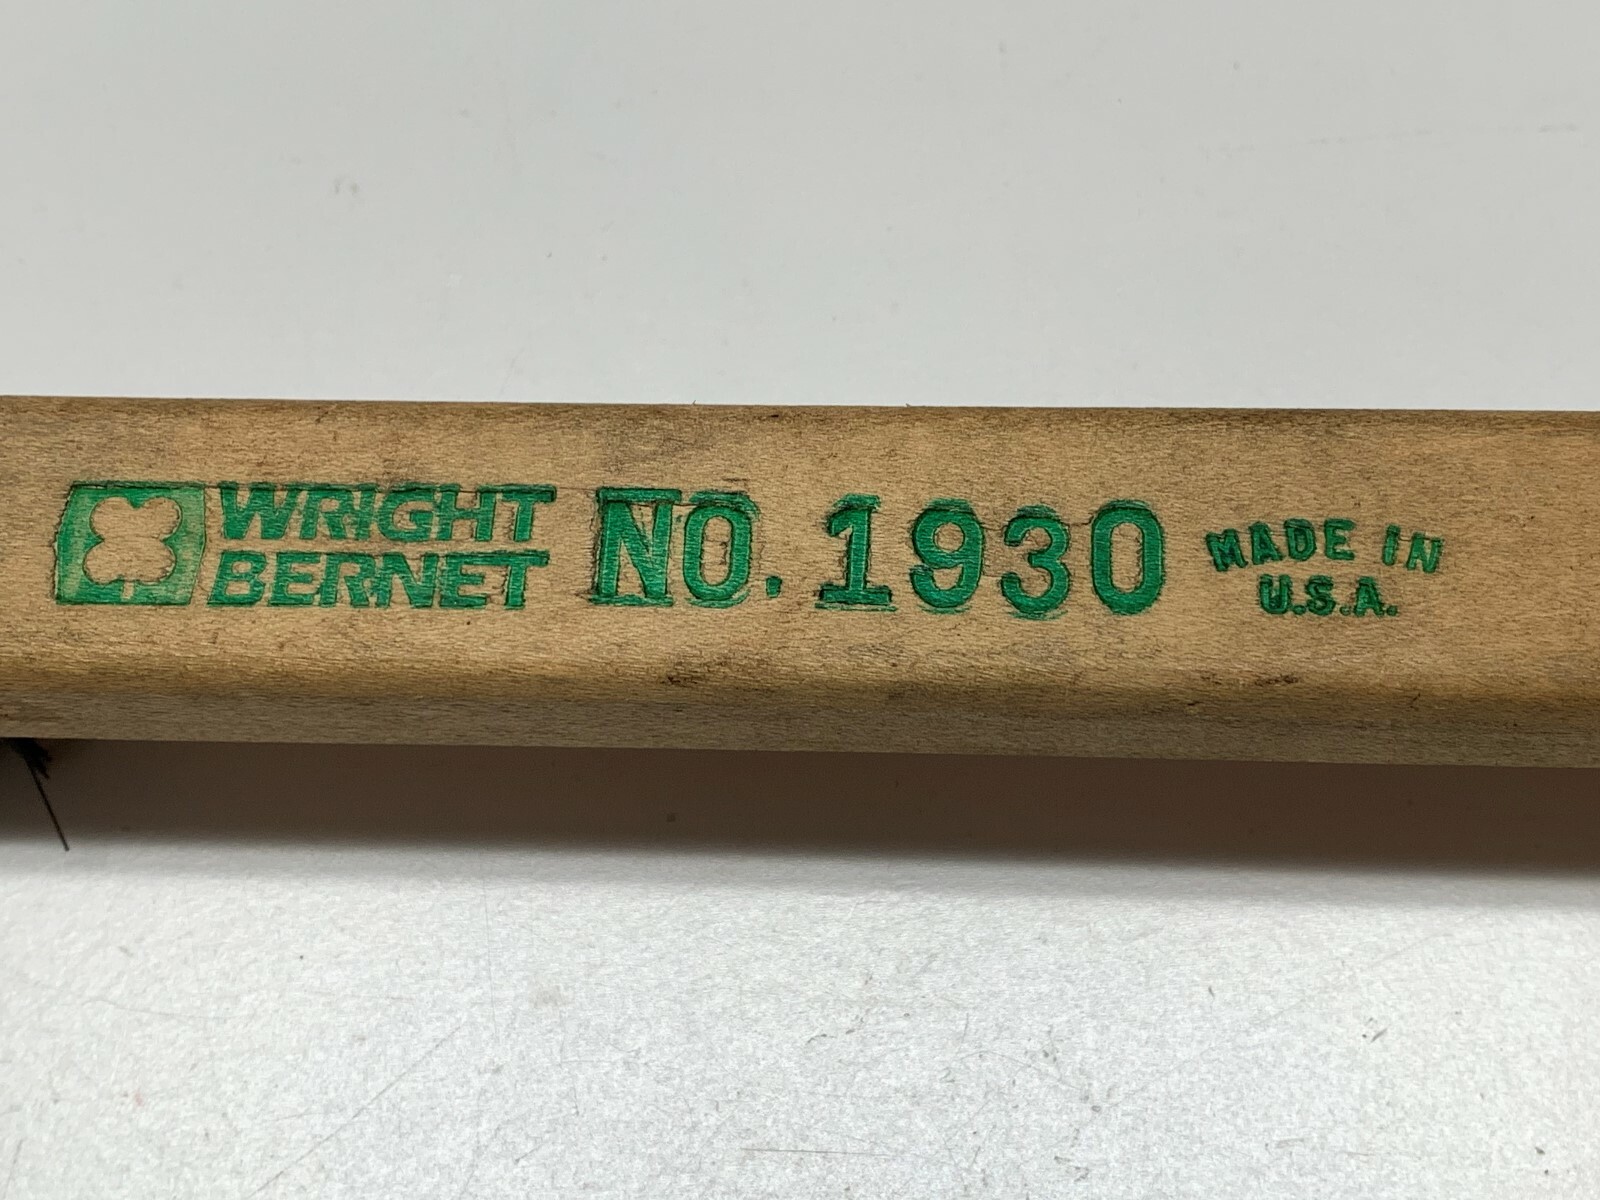 WRIGHT
BERNET
NO. 1930
MADE IN
U.S.A.